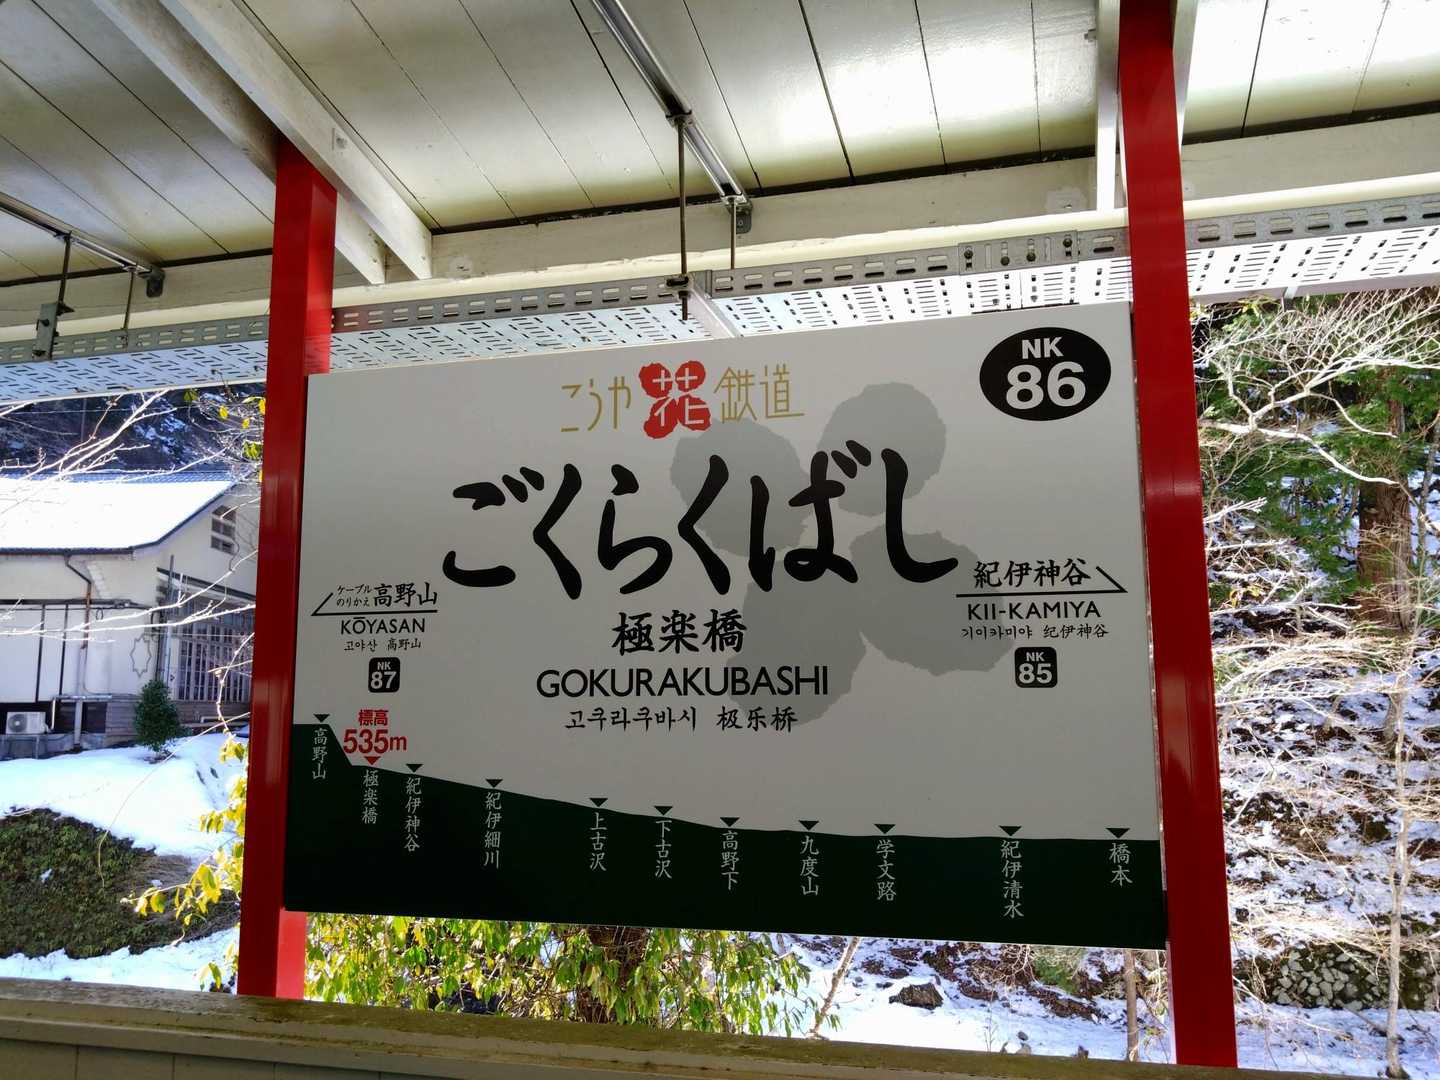 こうや花鉄道
NK
86
ごくらくばし
極楽橋
GOKURAKUBASHI
고쿠라쿠바시 极乐桥
ケーブル
のりかえ
高野山
KŌYASAN
고야산 高野山
NK
87
紀伊神谷
KII-KAMIYA
기이카미야 纪伊神谷
NK
85
標高
535m
高野山
極楽橋
紀伊神谷
紀伊細川
上古沢
下古沢
高野下
九度山
学文路
紀伊清水
橋本